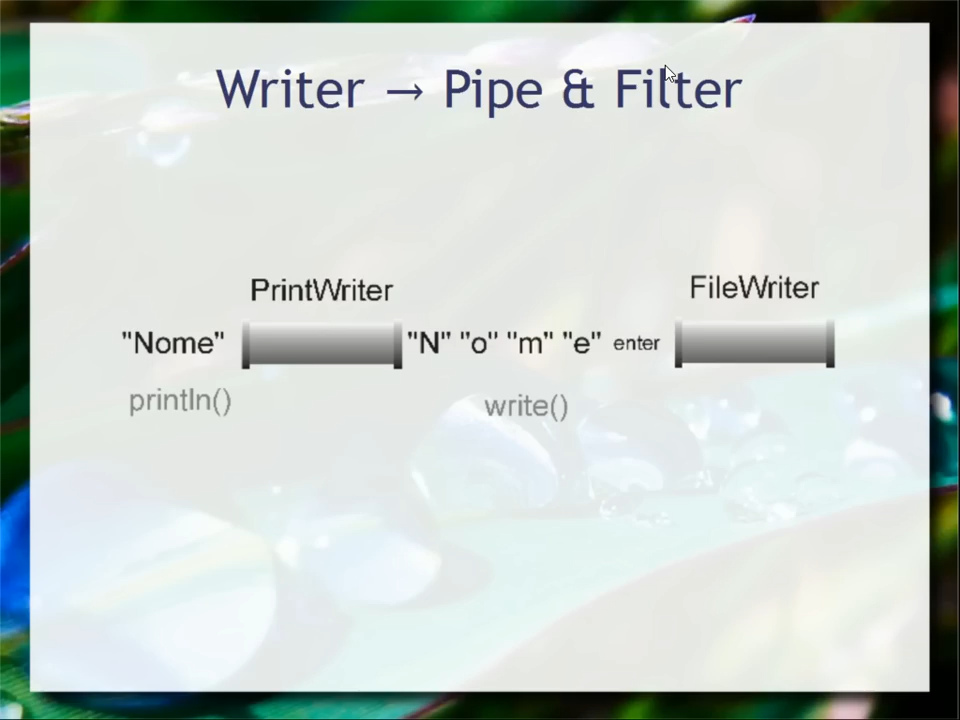 Writer → Pipe & Filter
PrintWriter
FileWriter
"Nome" "N" "o" "m" "e" enter
println()
write()